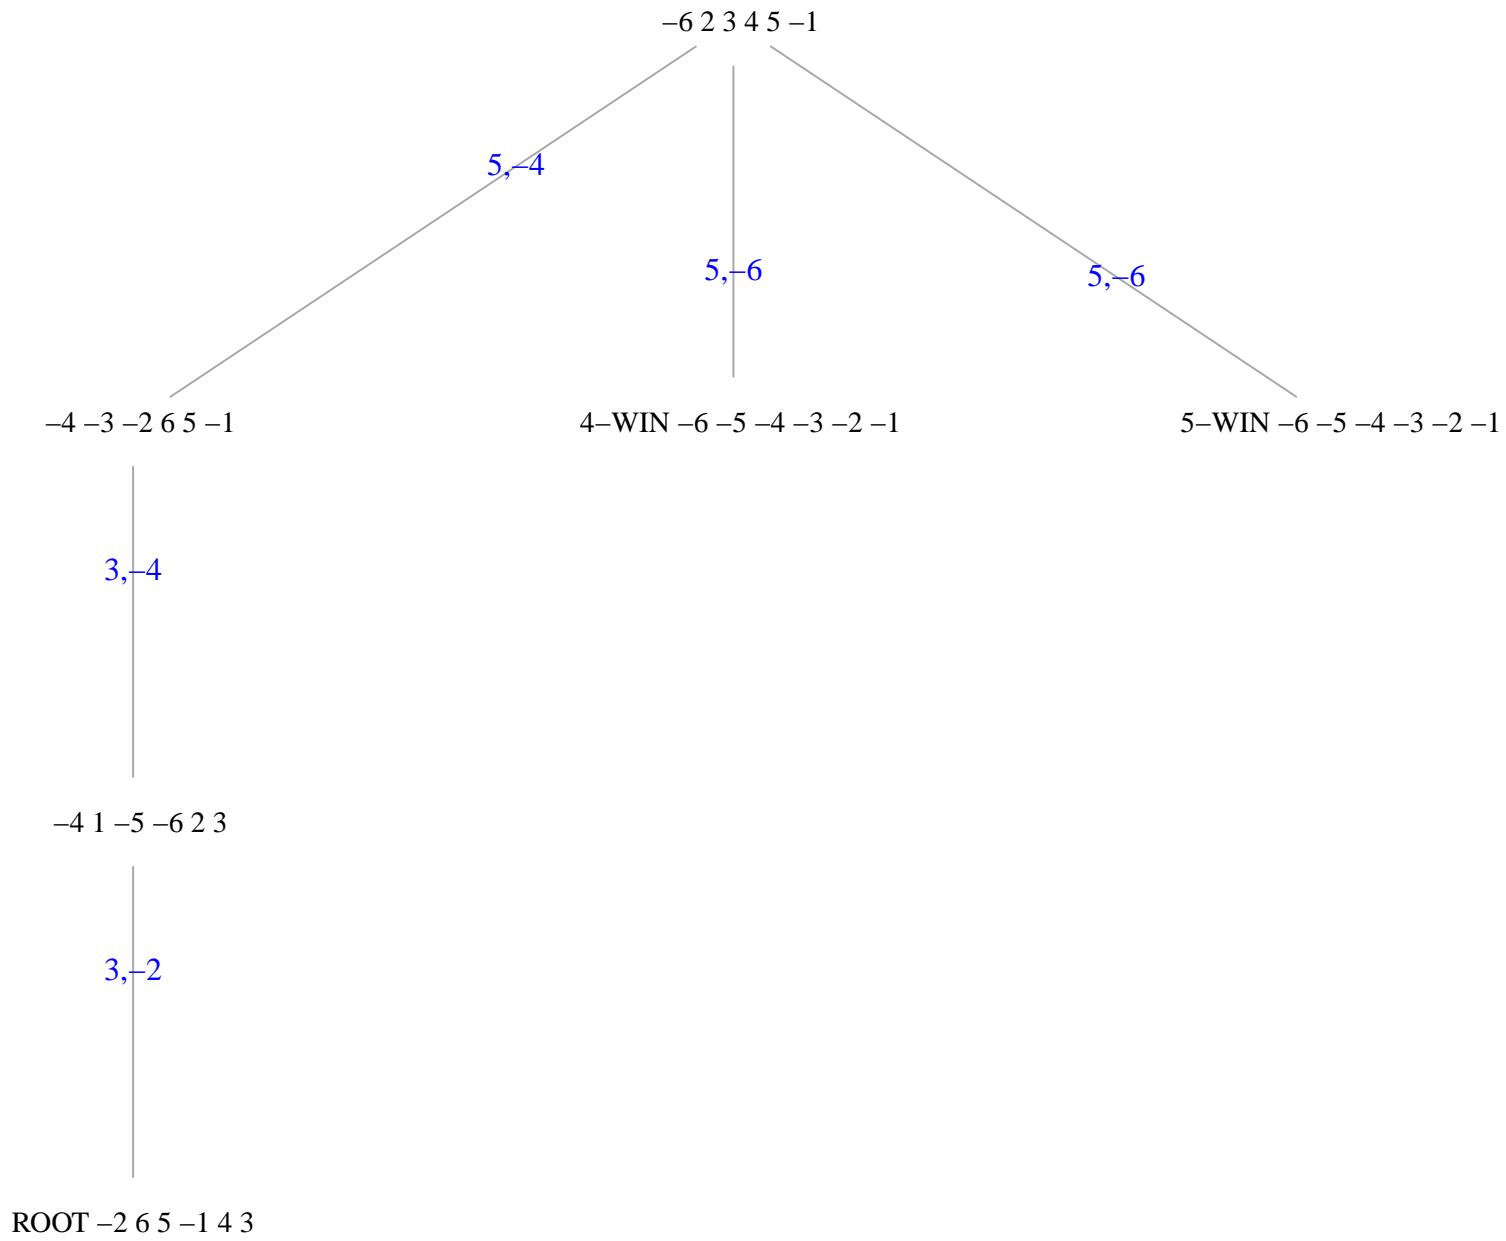 –6 2 3 4 5 –1
5,–4
5,–6
5,–6
–4 –3 –2 6 5 –1
4–WIN –6 –5 –4 –3 –2 –1
5–WIN –6 –5 –4 –3 –2 –1
3,–4
–4 1 –5 –6 2 3
3,–2
ROOT –2 6 5 –1 4 3